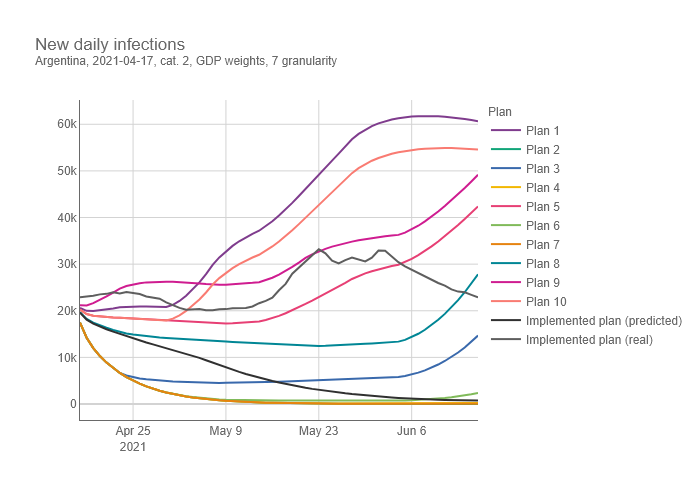 New daily infections
Argentina, 2021-04-17, cat. 2, GDP weights, 7 granularity
60k
50k
40k
30k
20k
10k
0
Apr 25
2021
May 9
May 23
Jun 6
Plan
Plan 1
Plan 2
Plan 3
Plan 4
Plan 5
Plan 6
Plan 7
Plan 8
Plan 9
Plan 10
Implemented plan (predicted)
Implemented plan (real)